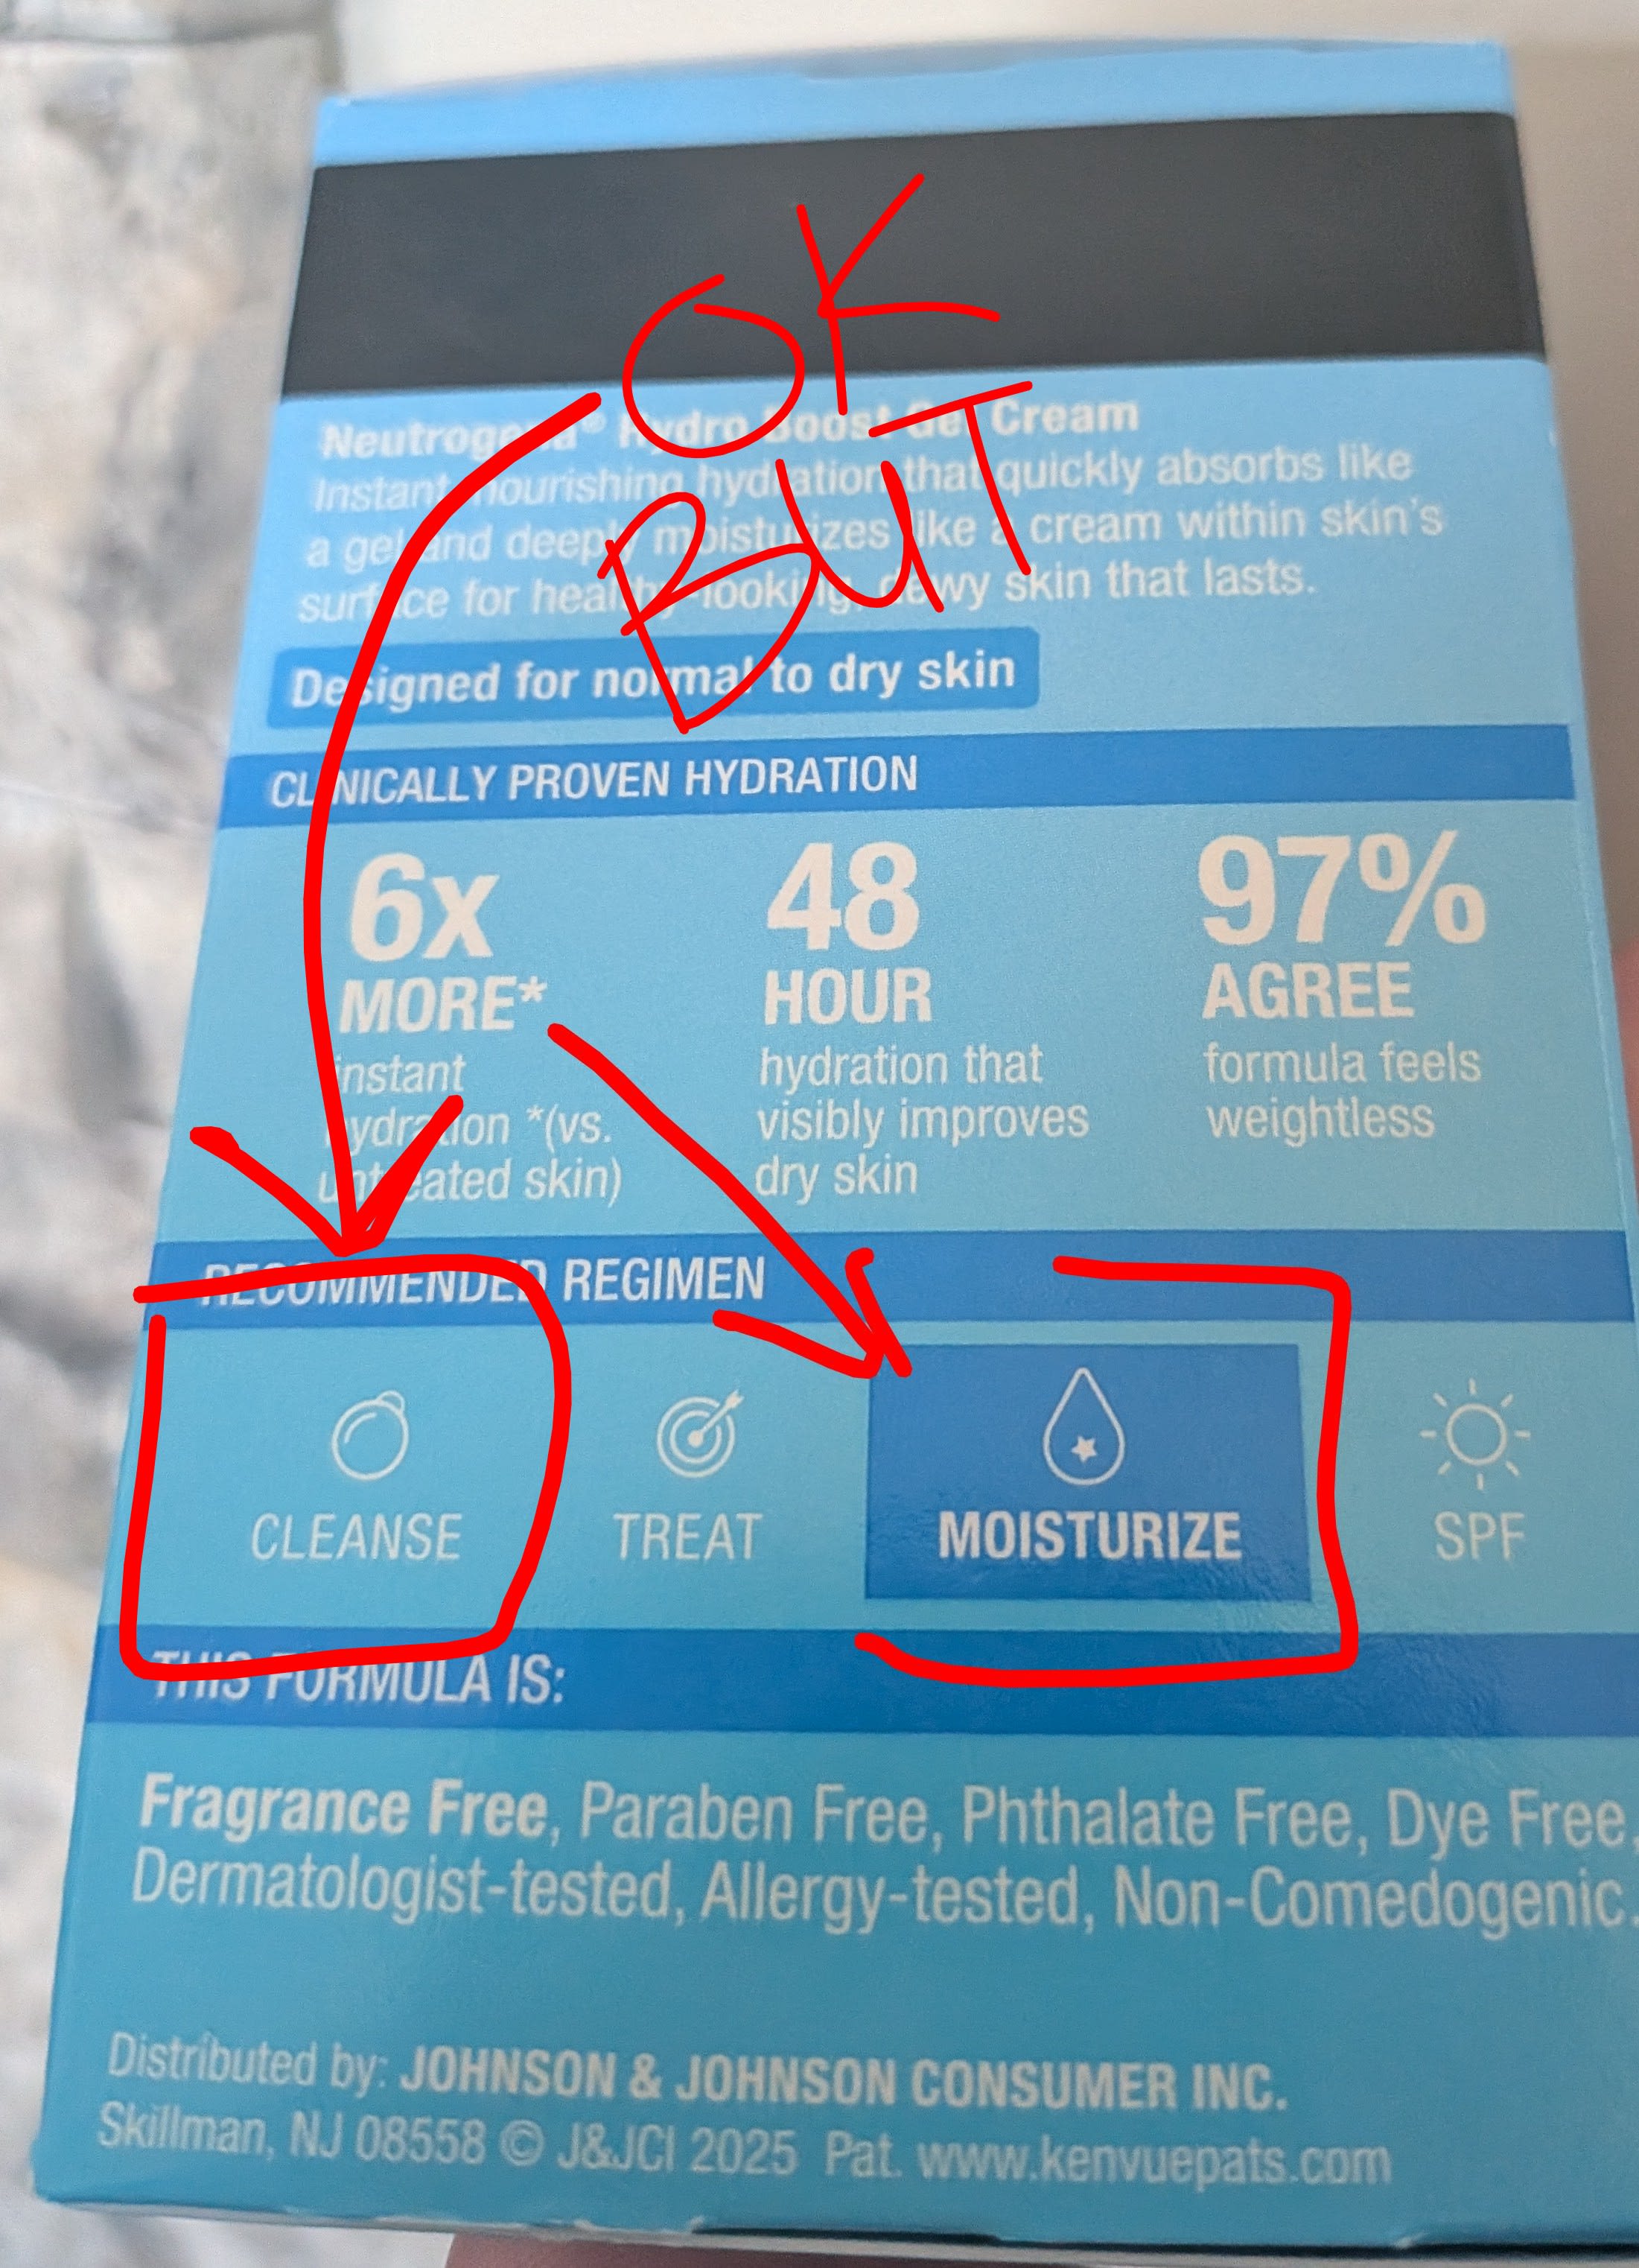 OK
BUT
Neutrogena® Hydro Boost Gel Cream
Instant nourishing hydration that quickly absorbs like
a gel and deeply moisturizes like a cream within skin's
surface for healthy-looking, dewy skin that lasts.
Designed for normal to dry skin
CLINICALLY PROVEN HYDRATION
6x
MORE*
instant
hydration *(vs.
untreated skin)
48
HOUR
hydration that
visibly improves
dry skin
97%
AGREE
formula feels
weightless
RECOMMENDED REGIMEN
CLEANSE
TREAT
MOISTURIZE
SPF
THIS FORMULA IS:
Fragrance Free, Paraben Free, Phthalate Free, Dye Free,
Dermatologist-tested, Allergy-tested, Non-Comedogenic.
Distributed by: JOHNSON & JOHNSON CONSUMER INC.
Skillman, NJ 08558 © J&JCI 2025 Pat. www.kenvuepats.com